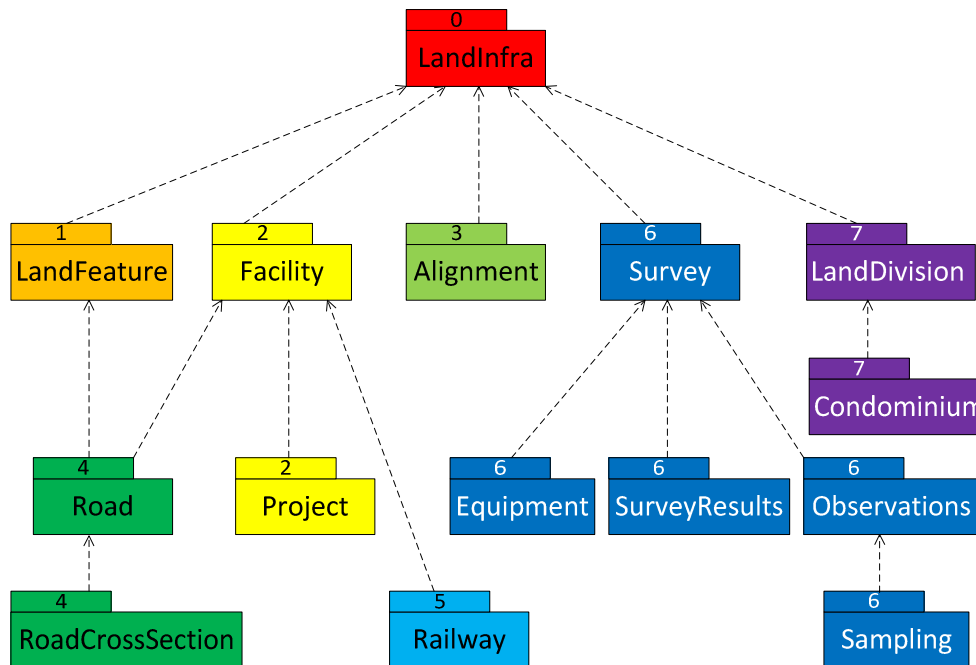 0
LandInfra
1
LandFeature
2
Facility
3
Alignment
6
Survey
7
LandDivision
7
Condominium
4
Road
2
Project
6
Equipment
6
SurveyResults
6
Observations
4
RoadCrossSection
5
Railway
6
Sampling